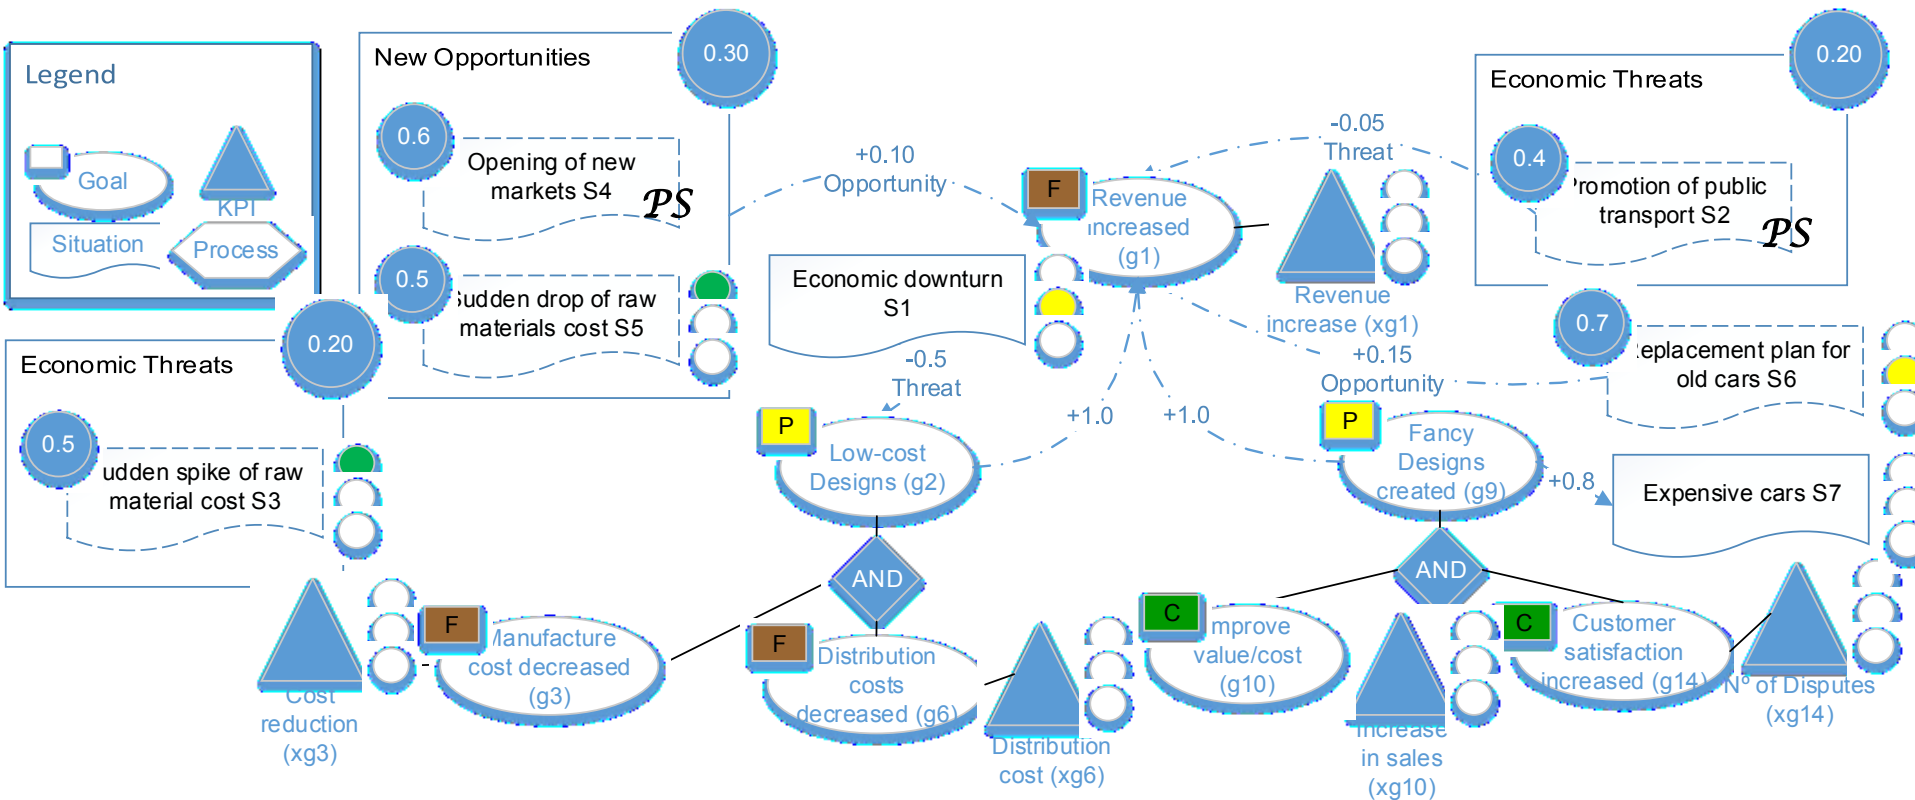 Legend
Goal
KPI
Situation
Process
New Opportunities
0.30
0.6
Opening of new
markets S4
PS
0.5
sudden drop of raw
materials cost S5
Economic Threats
0.20
0.5
udden spike of raw
material cost S3
+0.10
Opportunity
Economic downturn
S1
-0.5
Threat
F
Revenue
increased
(g1)
-0.05
Threat
Revenue
increase (xg1)
Economic Threats
0.20
0.4
Promotion of public
transport S2
PS
0.7
eplacement plan for
old cars S6
+0.15
Opportunity
+1.0
+1.0
P
Low-cost
Designs (g2)
P
Fancy
Designs
created (g9)
+0.8
Expensive cars S7
AND
AND
Cost
reduction
(xg3)
F
Manufacture
cost decreased
(g3)
F
Distribution
costs
decreased (g6)
Distribution
cost (xg6)
C
mprove
value/cost
(g10)
Increase
in sales
(xg10)
C
Customer
satisfaction
increased (g14)
Nº of Disputes
(xg14)